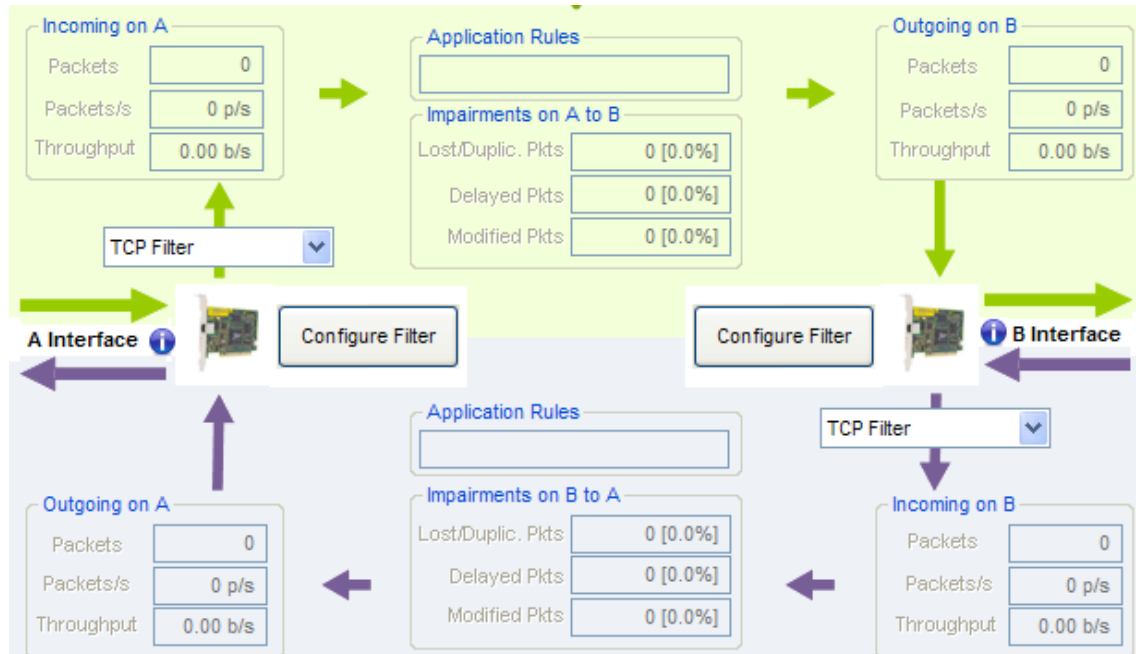 Incoming on A
Packets 0
Packets/s 0 p/s
Throughput 0.00 b/s
Application Rules
Impairments on A to B
Lost/Duplic. Pkts 0 [0.0%]
Delayed Pkts 0 [0.0%]
Modified Pkts 0 [0.0%]
Outgoing on B
Packets 0
Packets/s 0 p/s
Throughput 0.00 b/s
TCP Filter
A Interface
Configure Filter
Configure Filter
B Interface
TCP Filter
Outgoing on A
Packets 0
Packets/s 0 p/s
Throughput 0.00 b/s
Application Rules
Impairments on B to A
Lost/Duplic. Pkts 0 [0.0%]
Delayed Pkts 0 [0.0%]
Modified Pkts 0 [0.0%]
Incoming on B
Packets 0
Packets/s 0 p/s
Throughput 0.00 b/s